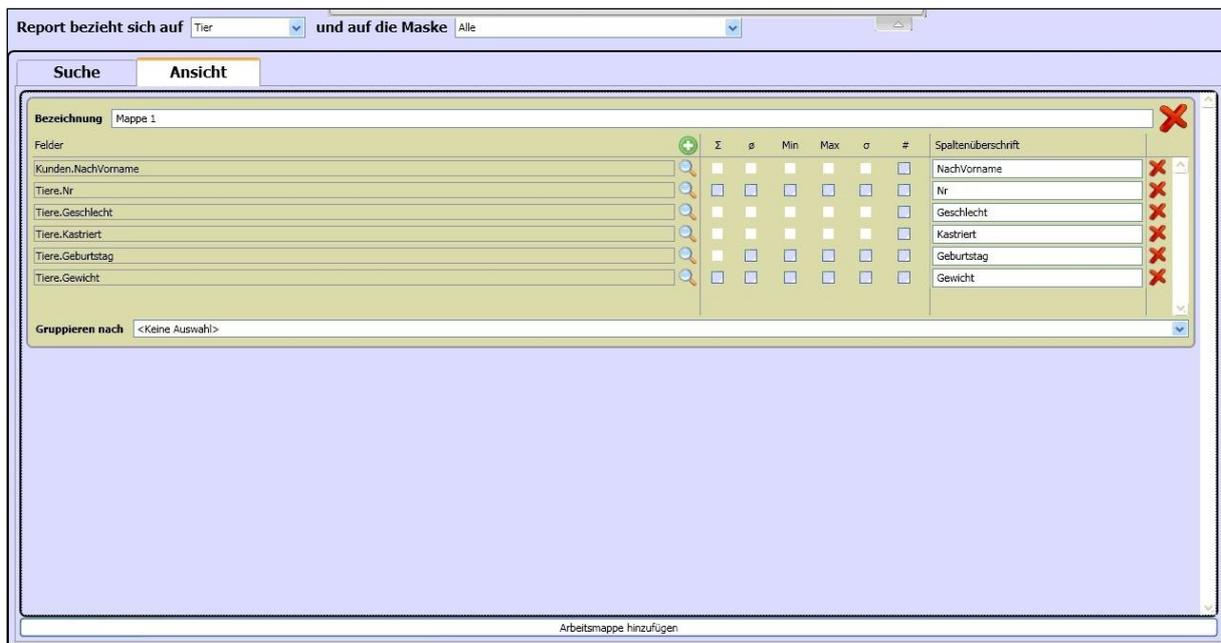 Report bezieht sich auf Tier und auf die Maske Alle
Suche Ansicht
Bezeichnung Mappe 1
Felder Σ ø Min Max σ # Spaltenüberschrift
Kunden.NachVorname NachVorname
Tiere.Nr Nr
Tiere.Geschlecht Geschlecht
Tiere.Kastriert Kastriert
Tiere.Geburtstag Geburtstag
Tiere.Gewicht Gewicht
Gruppieren nach <Keine Auswahl>
Arbeitsmappe hinzufügen